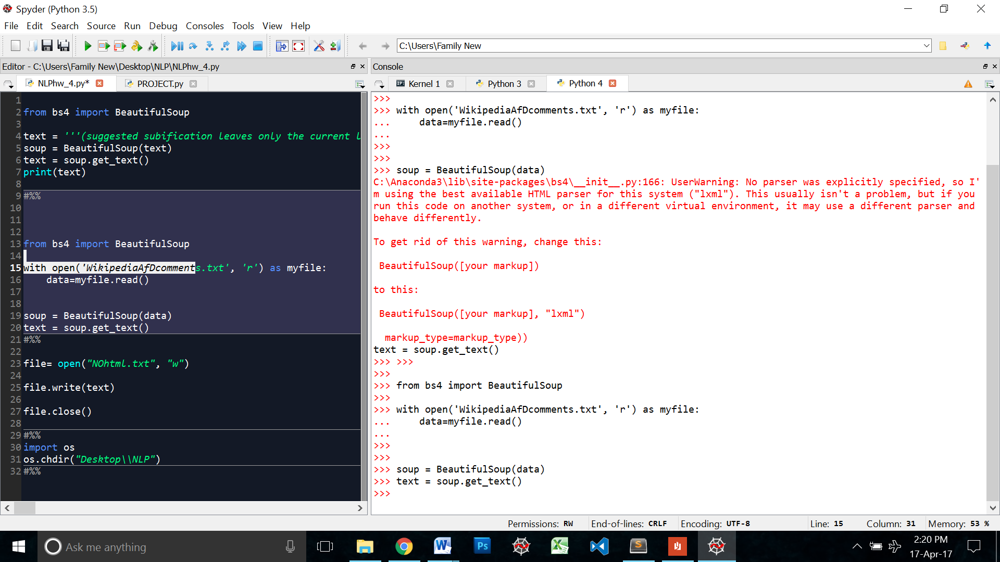 Spyder (Python 3.5)
File Edit Search Source Run Debug Consoles Tools View Help
C:\Users\Family New
Editor - C:\Users\Family New\Desktop\NLP\NLPhw_4.py
NLPhw_4.py* PROJECT.py
1
2 from bs4 import BeautifulSoup
3
4 text = '''(suggested subification leaves only the current l
5 soup = BeautifulSoup(text)
6 text = soup.get_text()
7 print(text)
8
9 #%%
10
11
12
13 from bs4 import BeautifulSoup
14
15 with open('WikipediaAfDcomments.txt', 'r') as myfile:
16     data=myfile.read()
17
18
19 soup = BeautifulSoup(data)
20 text = soup.get_text()
21 #%%
22
23 file= open("NOhtml.txt", "w")
24
25 file.write(text)
26
27 file.close()
28
29 #%%
30 import os
31 os.chdir("Desktop\\NLP")
32 #%%
Console
IP: Kernel 1 Python 3 Python 4
>>>
>>> with open('WikipediaAfDcomments.txt', 'r') as myfile:
...     data=myfile.read()
...
>>>
>>>
>>> soup = BeautifulSoup(data)
C:\Anaconda3\lib\site-packages\bs4\__init__.py:166: UserWarning: No parser was explicitly specified, so I'
m using the best available HTML parser for this system ("lxml"). This usually isn't a problem, but if you
run this code on another system, or in a different virtual environment, it may use a different parser and
behave differently.
To get rid of this warning, change this:
BeautifulSoup([your markup])
to this:
BeautifulSoup([your markup], "lxml")
markup_type=markup_type))
text = soup.get_text()
>>> >>>
>>>
>>> from bs4 import BeautifulSoup
>>>
>>> with open('WikipediaAfDcomments.txt', 'r') as myfile:
...     data=myfile.read()
...
>>>
>>>
>>> soup = BeautifulSoup(data)
>>> text = soup.get_text()
>>>
Permissions: RW End-of-lines: CRLF Encoding: UTF-8 Line: 15 Column: 31 Memory: 53 %
Ask me anything
W
Ps
S
2:20 PM
17-Apr-17